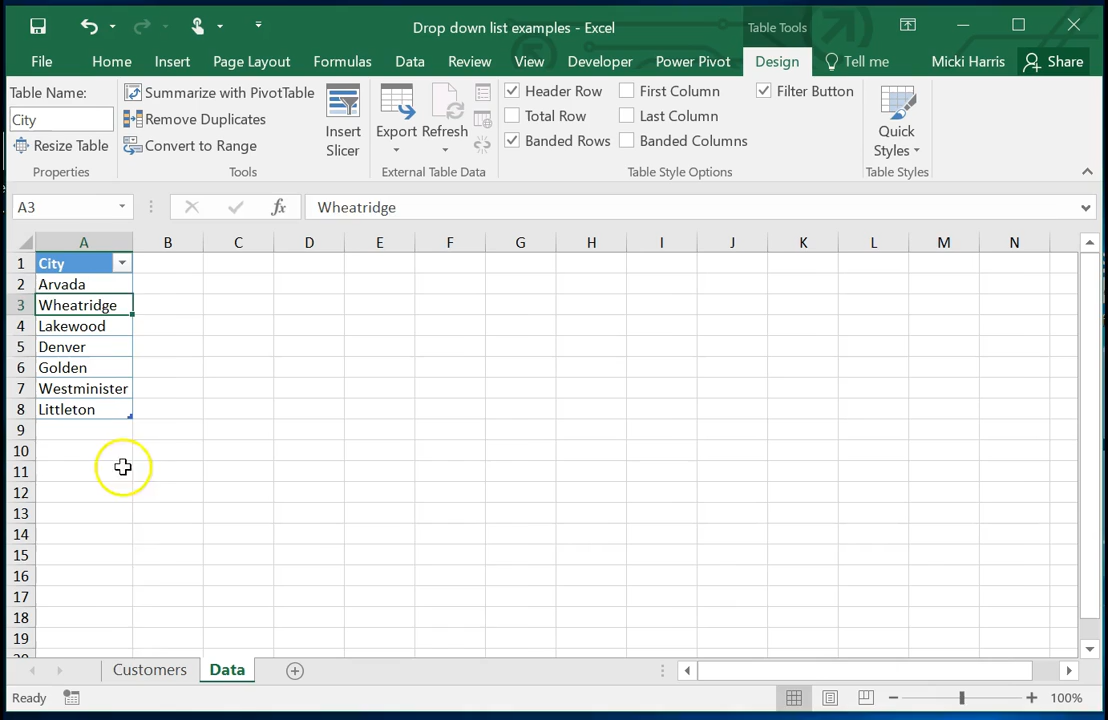 Drop down list examples - Excel
Table Tools
File Home Insert Page Layout Formulas Data Review View Developer Power Pivot Design Tell me Micki Harris Share
Table Name:
City
Resize Table
Properties
Summarize with PivotTable
Remove Duplicates
Convert to Range
Insert
Slicer
Tools
Export Refresh
External Table Data
Header Row First Column Filter Button
Total Row Last Column
Banded Rows Banded Columns
Table Style Options
Quick
Styles
Table Styles
A3 fx Wheatridge
A B C D E F G H I J K L M N
1 City
2 Arvada
3 Wheatridge
4 Lakewood
5 Denver
6 Golden
7 Westminister
8 Littleton
9
10
11
12
13
14
15
16
17
18
19
20
Customers Data
Ready 100%